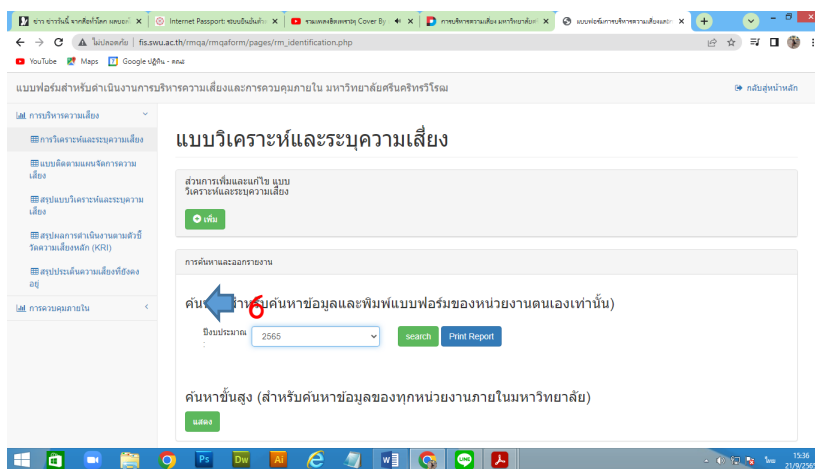 ข่าว ข่าววันนี้ จากสื่อทั่วโลก
Internet Passport: ระบบยืนยันตัว
รวมเพลงฮิตเพราะๆ Cover By
การบริหารความเสี่ยง มหาวิทยาลัยศ
แบบฟอร์มการบริหารความเสี่ยงและก
ไม่ปลอดภัย | fis.swu.ac.th/rmqa/rmqaform/pages/rm_identification.php
YouTube
Maps
แบบฟอร์มสำหรับดำเนินงานการบริหารความเสี่ยงและการควบคุมภายใน มหาวิทยาลัยศรีนครินทรวิโรฒ
กลับสู่หน้าหลัก
การบริหารความเสี่ยง
การวิเคราะห์และระบุความเสี่ยง
แบบติดตามแผนจัดการความ
เสี่ยง
สรุปแบบวิเคราะห์และระบุความ
เสี่ยง
สรุปผลการดำเนินงานตามตัวชี้
วัดความเสี่ยงหลัก (KRI)
สรุปประเด็นความเสี่ยงที่ยังคง
อยู่
การควบคุมภายใน
แบบวิเคราะห์และระบุความเสี่ยง
ส่วนการเพิ่มและแก้ไข แบบ
วิเคราะห์และระบุความเสี่ยง
เพิ่ม
การค้นหาและออกรายงาน
6
ค้นหา (สำหรับค้นหาข้อมูลและพิมพ์แบบฟอร์มของหน่วยงานตนเองเท่านั้น)
ปีงบประมาณ
:
2565
search
Print Report
ค้นหาขั้นสูง (สำหรับค้นหาข้อมูลของทุกหน่วยงานภายในมหาวิทยาลัย)
แสดง
Ps
Dw
Ai
ไทย
15:36